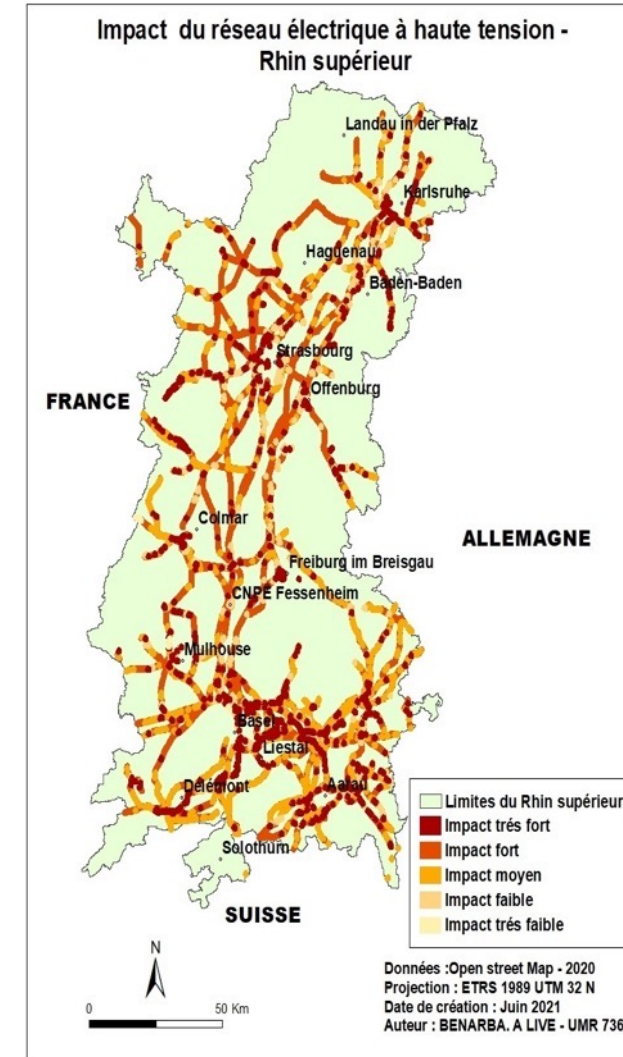 Impact du réseau électrique à haute tension -
Rhin supérieur
Landau in der Pfalz
Karlsruhe
Haguenau
Baden-Baden
Strasbourg
Offenburg
FRANCE
Colmar
ALLEMAGNE
Freiburg im Breisgau
CNPE Fessenheim
Mulhouse
Basel
Liestal
Délémont
Aarau
Solothurn
SUISSE
Limites du Rhin supérieur
Impact trés fort
Impact fort
Impact moyen
Impact faible
Impact trés faible
N
0 50 Km
Données :Open street Map - 2020
Projection : ETRS 1989 UTM 32 N
Date de création : Juin 2021
Auteur : BENARBA. A LIVE - UMR 736